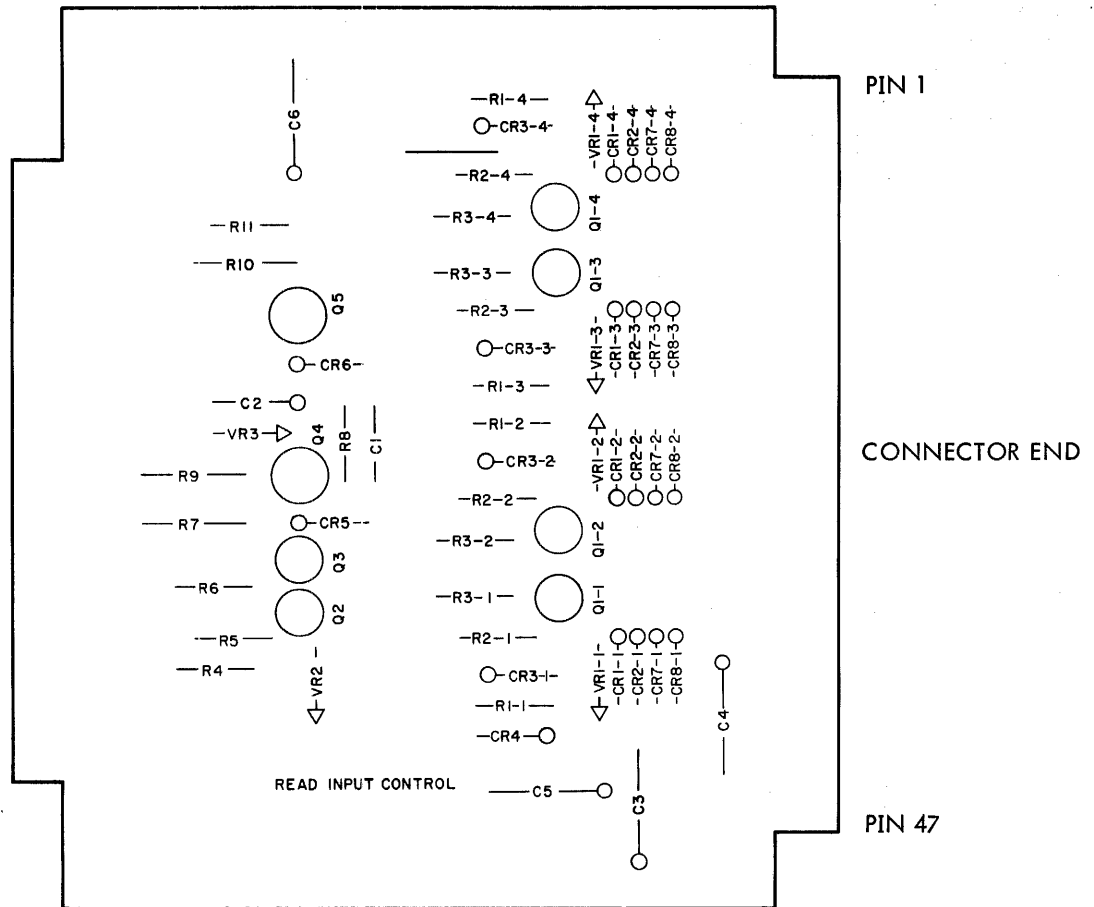 PIN 1
R1-4
CR3-4
C6
VR1-4
CR1-4
CR2-4
CR7-4
CR8-4
R2-4
R3-4
Q1-4
R11
R10
R3-3
Q1-3
Q5
R2-3
CR3-3
VR1-3
CR1-3
CR2-3
CR7-3
CR8-3
CR6
R1-3
C2
R1-2
VR3
Q4
R8
C1
CR3-2
VR1-2
CR1-2
CR2-2
CR7-2
CR8-2
CONNECTOR END
R9
R2-2
R7
CR5
R3-2
Q1-2
Q3
R6
R3-1
Q1-1
Q2
R5
R2-1
R4
VR2
CR3-1
VR1-1
CR1-1
CR2-1
CR7-1
CR8-1
R1-1
C4
CR4
READ INPUT CONTROL
C5
C3
PIN 47